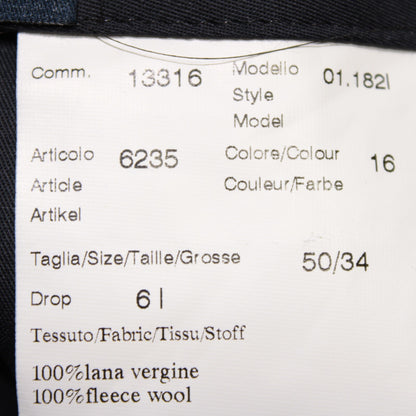 Comm. 13316 Modello 01.182l
Style
Model
Articolo 6235 Colore/Colour 16
Article Couleur/Farbe
Artikel
Taglia/Size/Taille/Grosse 50/34
Drop 6 l
Tessuto/Fabric/Tissu/Stoff
100%lana vergine
100%fleece wool